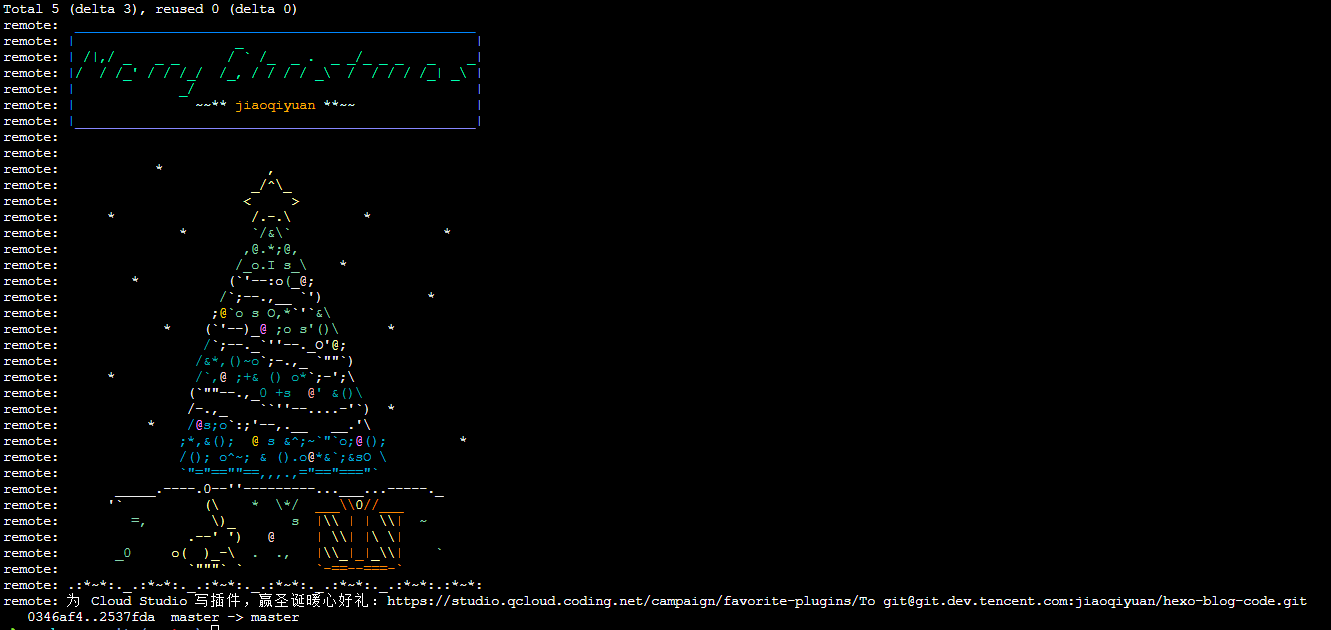 Total 5 (delta 3), reused 0 (delta 0)
remote:  __________________________________________________
remote: |                    _                             |
remote: | /|,/ _   _ _      / ` /_  _ .  _ _/_ _ _   _    _|
remote: |/  / /_' / / /_/  /_, / / / / _\  /  / / / /_| _\ |
remote: |             _/                                   |
remote: |               ~~** jiaoqiyuan **~~               |
remote: |__________________________________________________|
remote:
remote:
remote:            *             ,
remote:                        _/^\_
remote:                       <     >
remote:      *                 /.-.\         *
remote:               *        `/&\`                   *
remote:                       ,@.*;@,
remote:                      /_o.I s_\    *
remote:         *           (`'--:o(_@;
remote:                    /`;--.,__ `')             *
remote:                   ;@`o s O,*`'`&\
remote:             *    (`'--)_@ ;o s'()\      *
remote:                  /`;--._`''--._O'@;
remote:                 /&*,()~o`;-.,_ `""`)
remote:      *          /`,@ ;+& () o*`;-';\
remote:                (`""--.,_0 +s  @' &()\
remote:                /-.,_    ``''--....-'`)  *
remote:           *    /@s;o`:;'--,.__   __.'\
remote:               ;*,&();  @ s &^;~`"`o;@();
remote:               /(); o^~; & ().o@*&`;&sO \
remote:               `"="==""==,,,.,="=="==="`
remote:       _____.----.O--''---------...___...-----._
remote:      '`          (\    *  \*/  ___\\O//___
remote:         =,        \)_       s  |\\ | | \\|  ~
remote:                .--' ')   @     | \\| |\ \|
remote:       _0     o( )_-\  .  .,   |\\_|_|_\\|    `
remote:                `"""` `         `-==--===-`
remote: .:*~*:._.:*~*:._.:*~*:._.:*~*:._.:*~*:._.:*~*:.:*~*:
remote: 为 Cloud Studio 写插件，赢圣诞暖心好礼：https://studio.qcloud.coding.net/campaign/favorite-plugins/To git@git.dev.tencent.com:jiaoqiyuan/hexo-blog-code.git
   0346af4..2537fda  master -> master